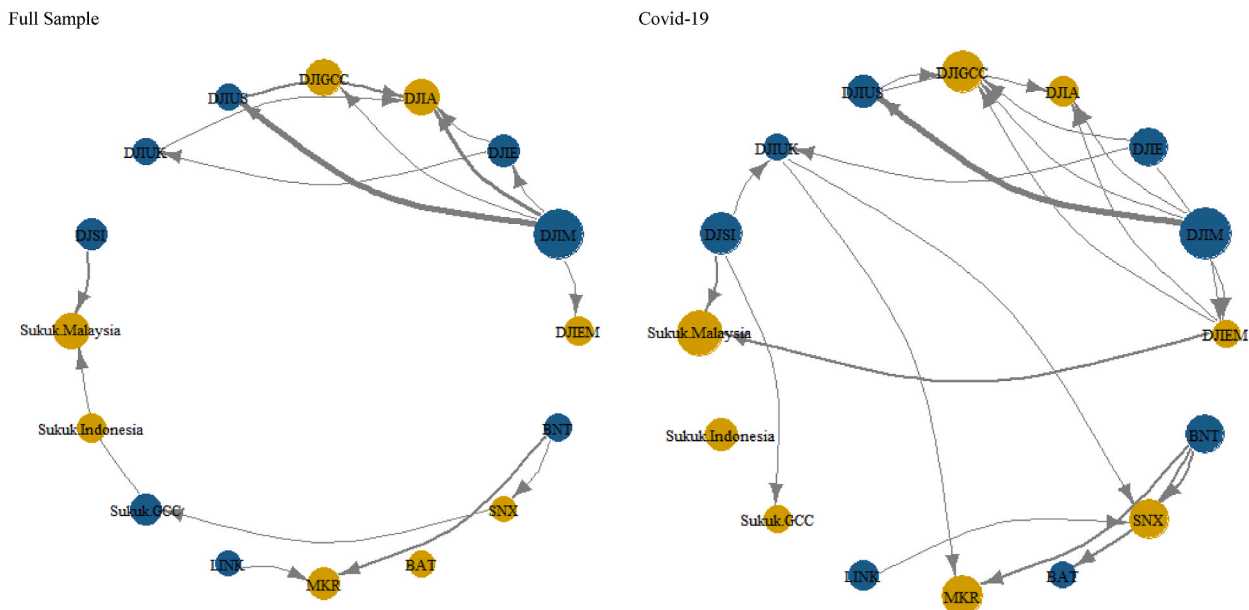 Full Sample
Covid-19
DJIGCC
DJIUS
DJIA
DJIUK
DJIE
DJSI
DJIM
Sukuk.Malaysia
DJIEM
Sukuk.Indonesia
BNT
Sukuk.GCC
SNX
LINK
BAT
MKR
DJIGCC
DJIUS
DJIA
DJIUK
DJIE
DJSI
DJIM
Sukuk.Malaysia
DJIEM
Sukuk.Indonesia
BNT
Sukuk.GCC
SNX
LINK
BAT
MKR